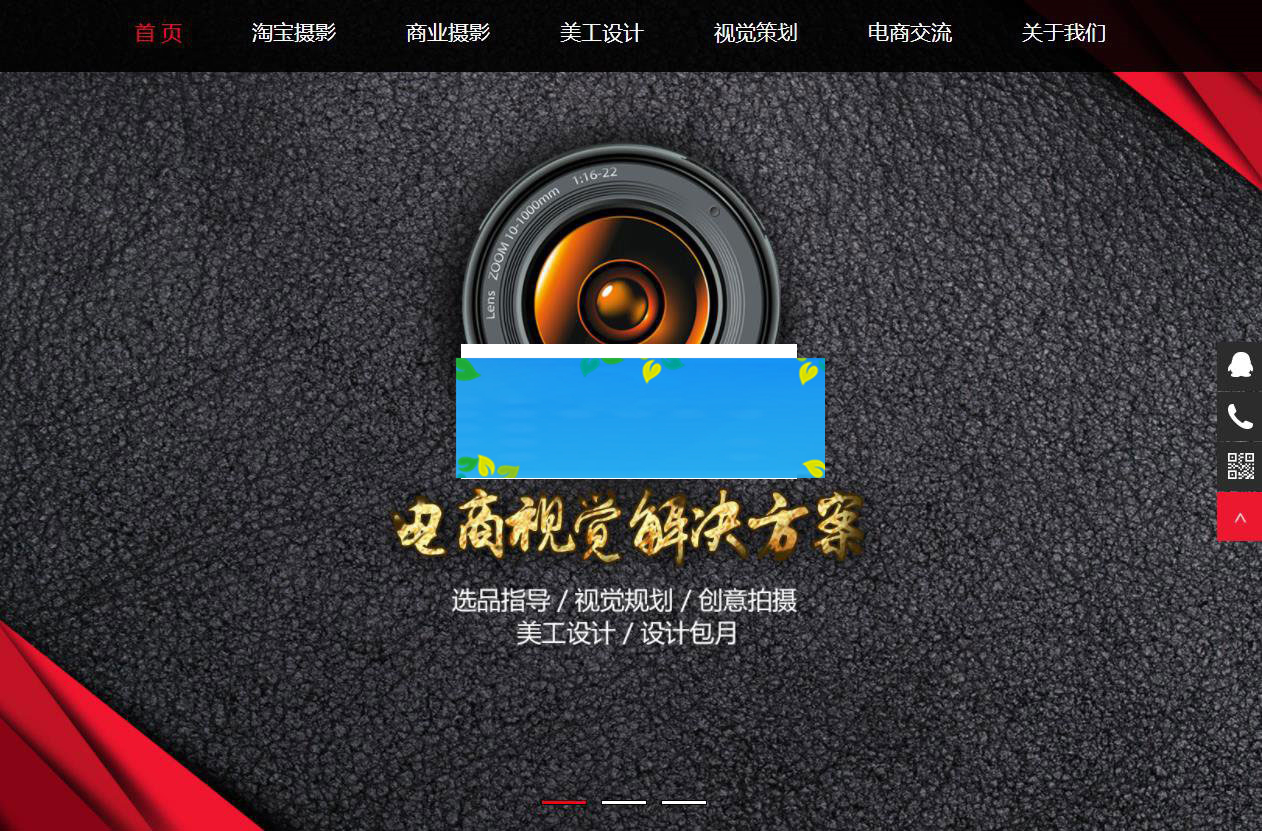 首 页 淘宝摄影 商业摄影 美工设计 视觉策划 电商交流 关于我们
Lens ZOOM 10-1000mm 1:16-22
电商视觉解决方案
选品指导 / 视觉规划 / 创意拍摄
美工设计 / 设计包月